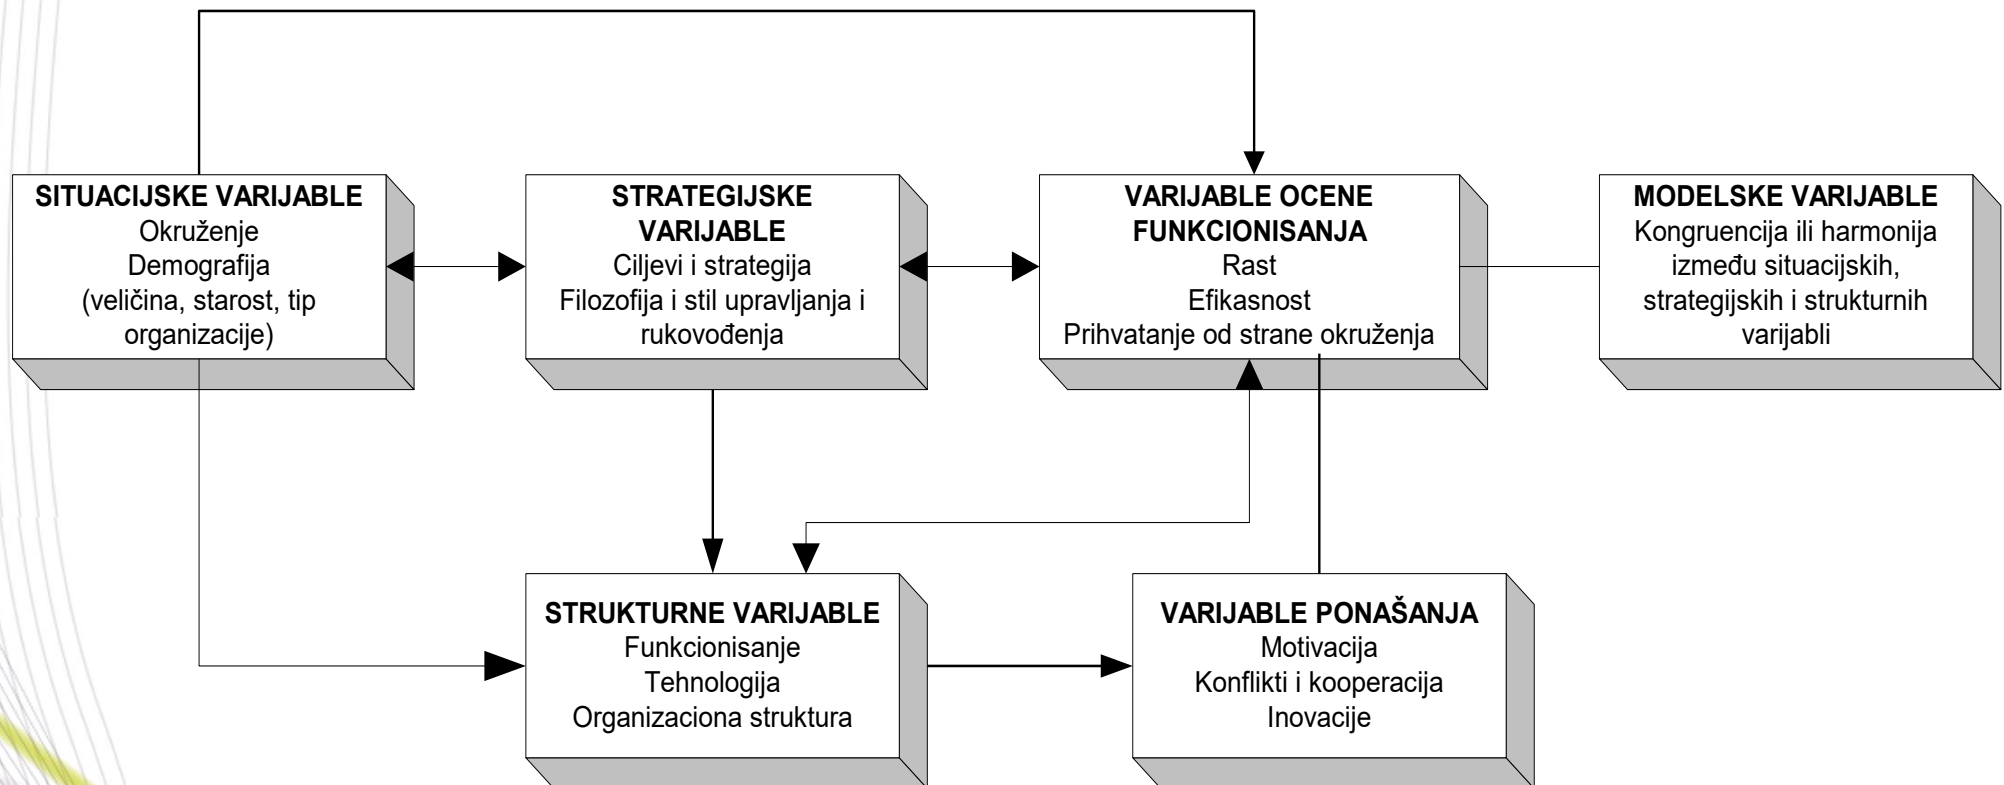 SITUACIJSKE VARIJABLE
Okruženje
Demografija
(veličina, starost, tip
organizacije)
STRATEGIJSKE
VARIJABLE
Ciljevi i strategija
Filozofija i stil upravljanja i
rukovođenja
VARIJABLE OCENE
FUNKCIONISANJA
Rast
Efikasnost
Prihvatanje od strane okruženja
MODELSKE VARIJABLE
Kongruencija ili harmonija
između situacijskih,
strategijskih i strukturnih
varijabli
STRUKTURNE VARIJABLE
Funkcionisanje
Tehnologija
Organizaciona struktura
VARIJABLE PONAŠANJA
Motivacija
Konflikti i kooperacija
Inovacije